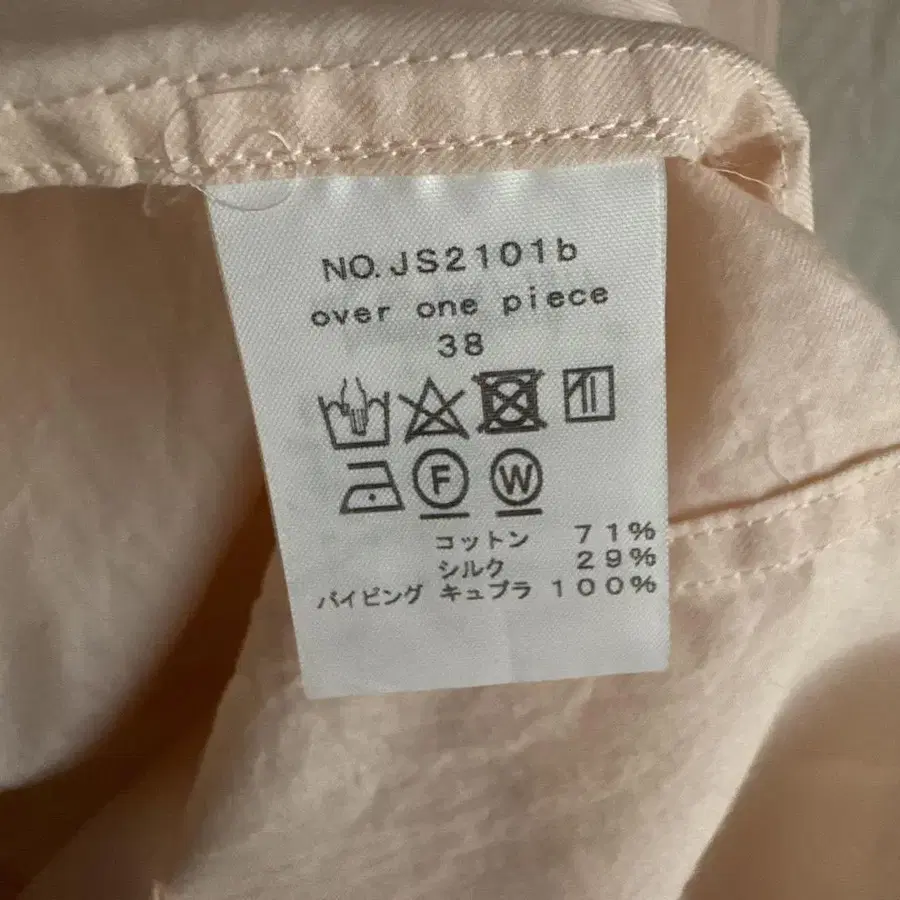 NO.JS2101b
over one piece
38
F W
コットン 71%
シルク 29%
パイピング キュプラ 100%